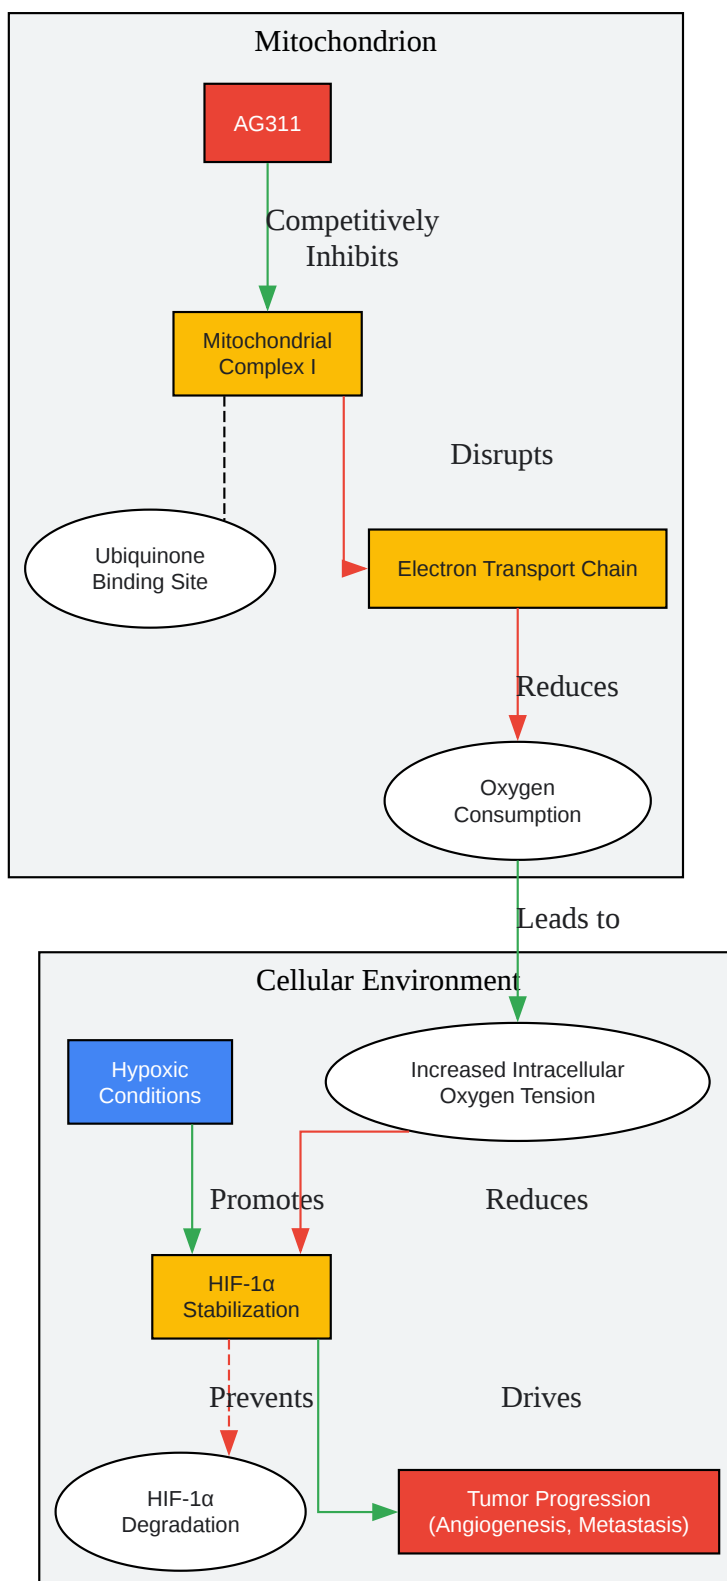 Mitochondrion
AG311
Competitively
Inhibits
Mitochondrial
Complex I
Disrupts
Ubiquinone
Binding Site
Electron Transport Chain
Reduces
Oxygen
Consumption
Leads to
Cellular Environment
Hypoxic
Conditions
Increased Intracellular
Oxygen Tension
Promotes
Reduces
HIF-1α
Stabilization
Prevents
Drives
HIF-1α
Degradation
Tumor Progression
(Angiogenesis, Metastasis)